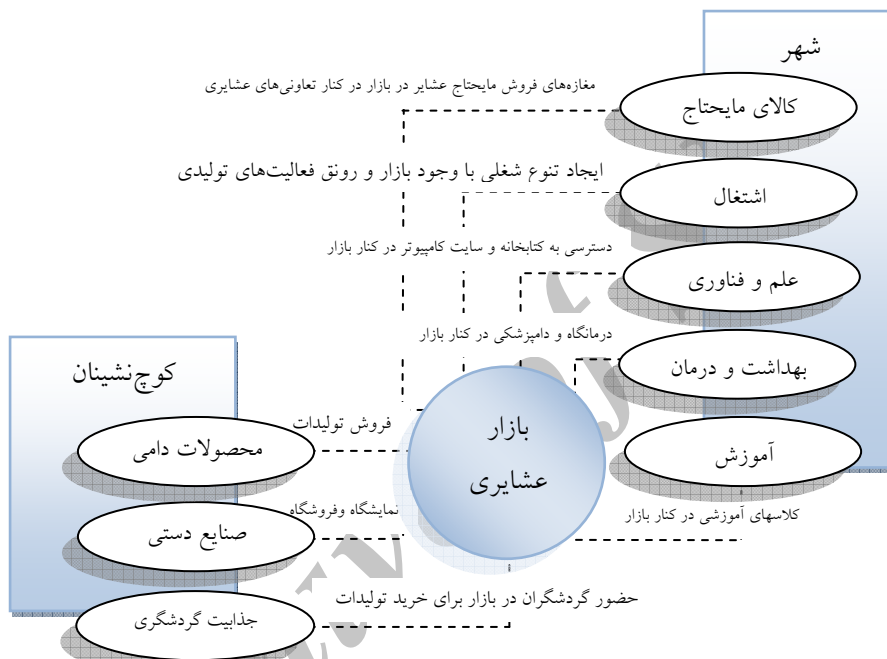 شهر
مغازه‌های فروش مایحتاج عشایر در بازار در کنار تعاونی‌های عشایری
کالای مایحتاج
ایجاد تنوع شغلی با وجود بازار و رونق فعالیت‌های تولیدی
اشتغال
دسترسی به کتابخانه و سایت کامپیوتر در کنار بازار
علم و فناوری
درمانگاه و دامپزشکی در کنار بازار
بهداشت و درمان
آموزش
کلاسهای آموزشی در کنار بازار
بازار
عشایری
کوچ‌نشینان
فروش تولیدات
محصولات دامی
نمایشگاه وفروشگاه
صنایع دستی
حضور گردشگران در بازار برای خرید تولیدات
جذابیت گردشگری